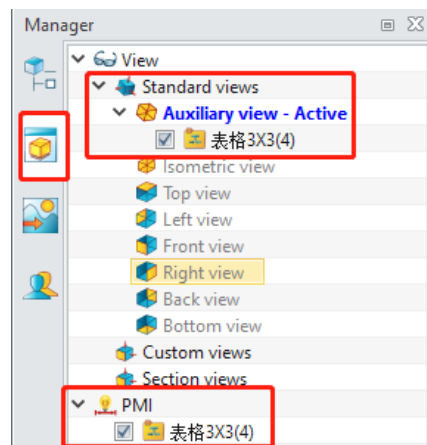 Manager
View
Standard views
Auxiliary view - Active
表格3X3(4)
Isometric view
Top view
Left view
Front view
Right view
Back view
Bottom view
Custom views
Section views
PMI
表格3X3(4)